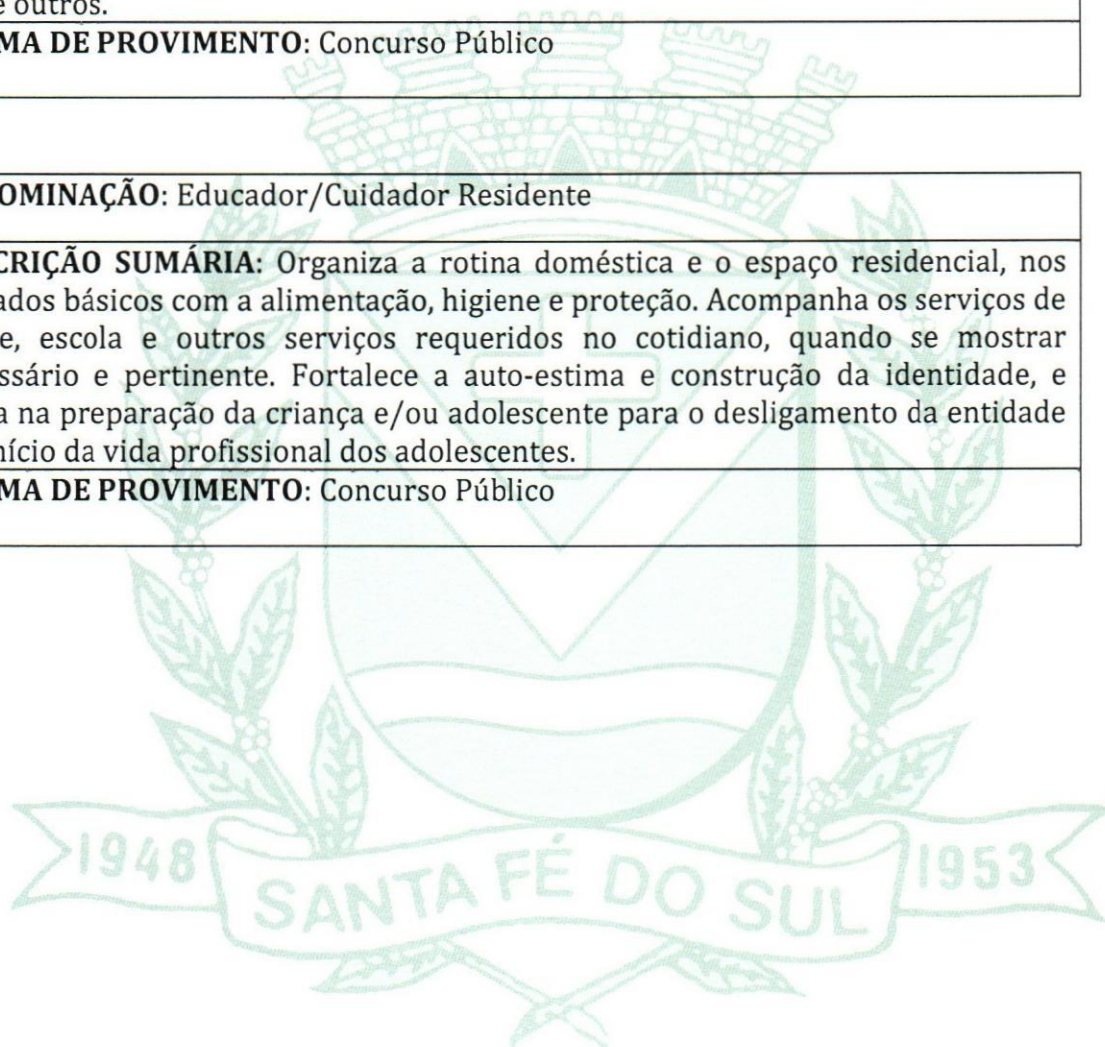 e outros.
MA DE PROVIMENTO: Concurso Público
OMINAÇÃO: Educador/Cuidador Residente
CRIÇÃO SUMÁRIA: Organiza a rotina doméstica e o espaço residencial, nos
ados básicos com a alimentação, higiene e proteção. Acompanha os serviços de
e, escola e outros serviços requeridos no cotidiano, quando se mostrar
ssário e pertinente. Fortalece a auto-estima e construção da identidade, e
a na preparação da criança e/ou adolescente para o desligamento da entidade
nício da vida profissional dos adolescentes.
MA DE PROVIMENTO: Concurso Público
1948 SANTA FÉ DO SUL 1953